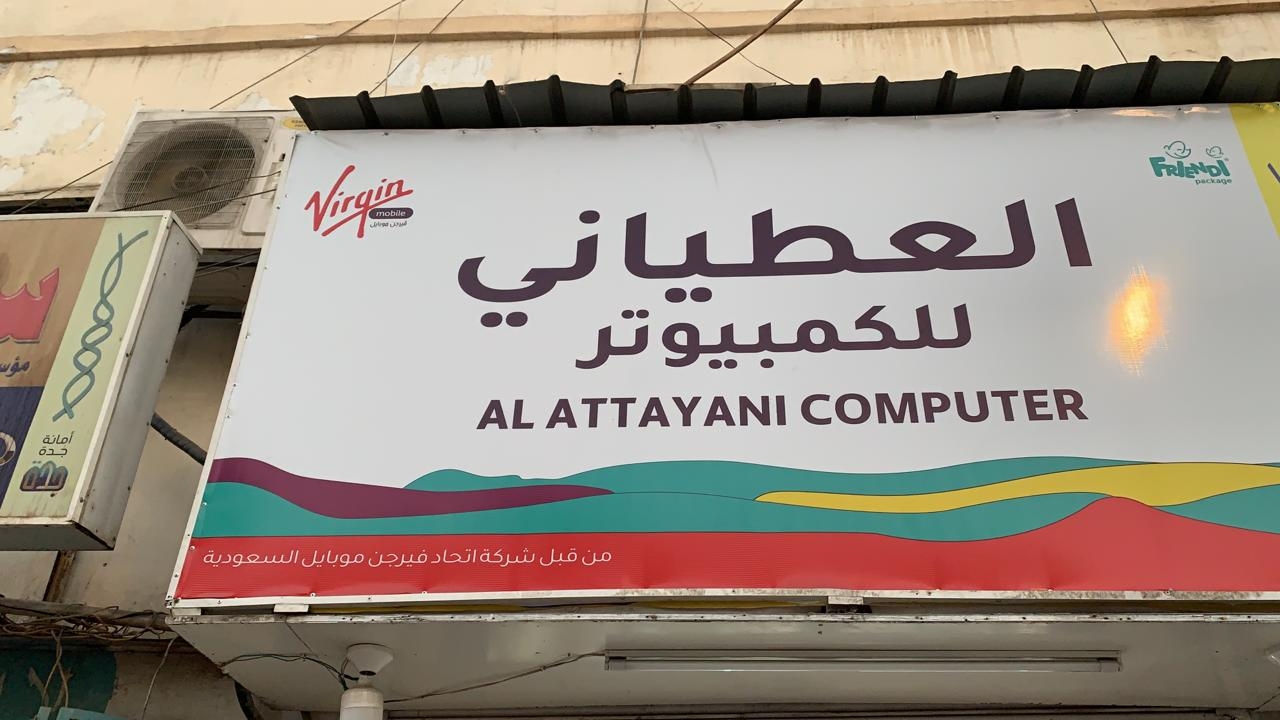 Virgin
mobile
فيرجن موبايل
FRiENDi
package
العطياني
للكمبيوتر
AL ATTAYANI COMPUTER
من قبل شركة اتحاد فيرجن موبايل السعودية
أمانة
جدة